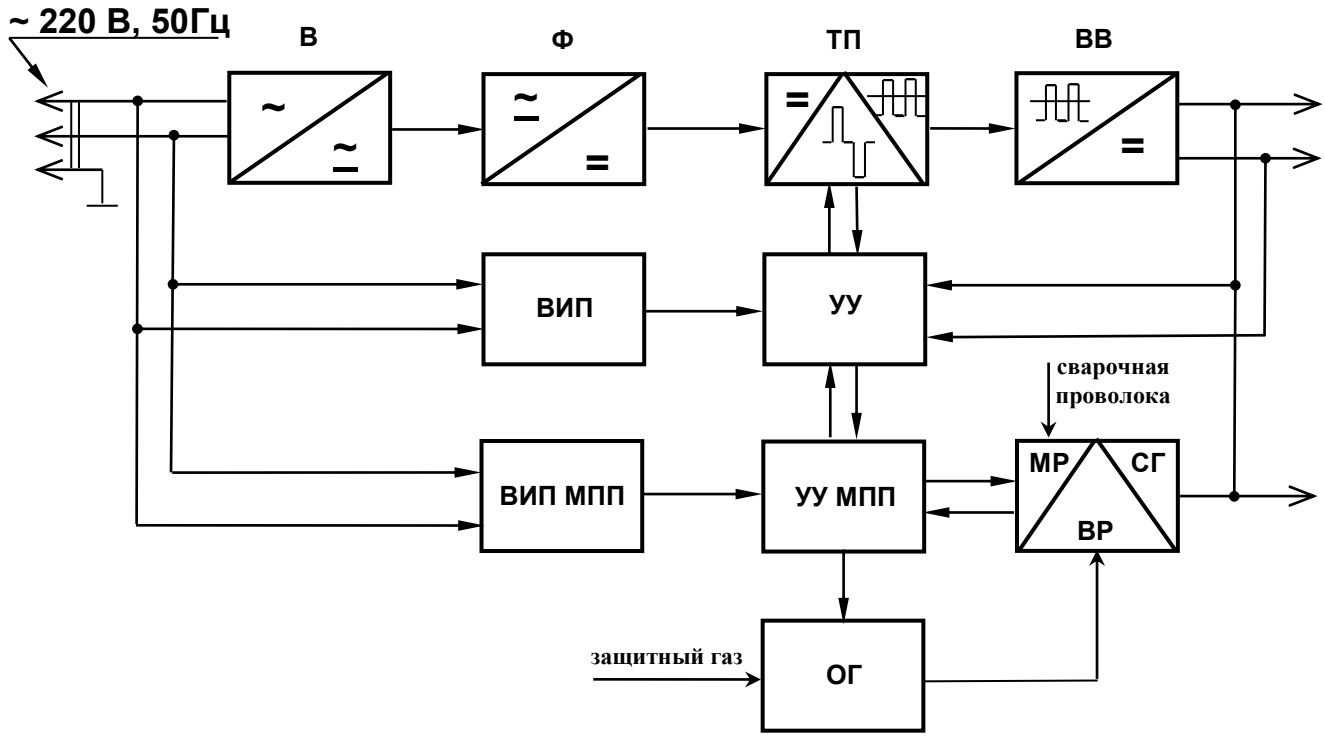 ~ 220 В, 50Гц
В
Ф
ТП
ВВ
~
≂
≂
=
=
=
ВИП
УУ
сварочная
проволока
ВИП МПП
УУ МПП
МР
СГ
ВР
защитный газ
ОГ